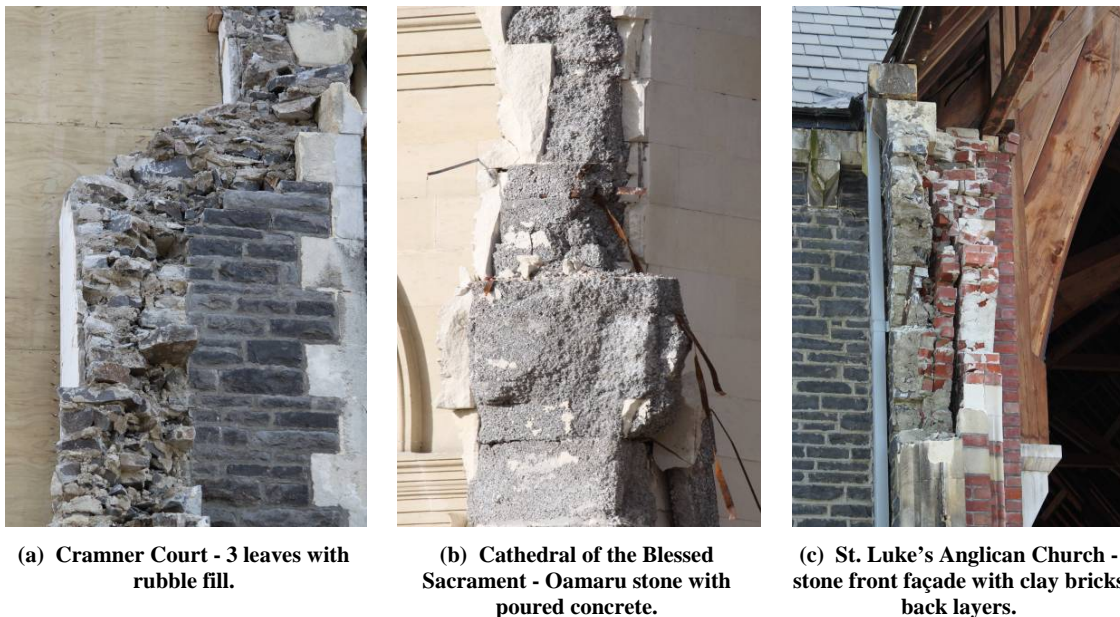 (a) Cramner Court - 3 leaves with
rubble fill.
(b) Cathedral of the Blessed
Sacrament - Oamaru stone with
poured concrete.
(c) St. Luke's Anglican Church -
stone front façade with clay bricks
back layers.